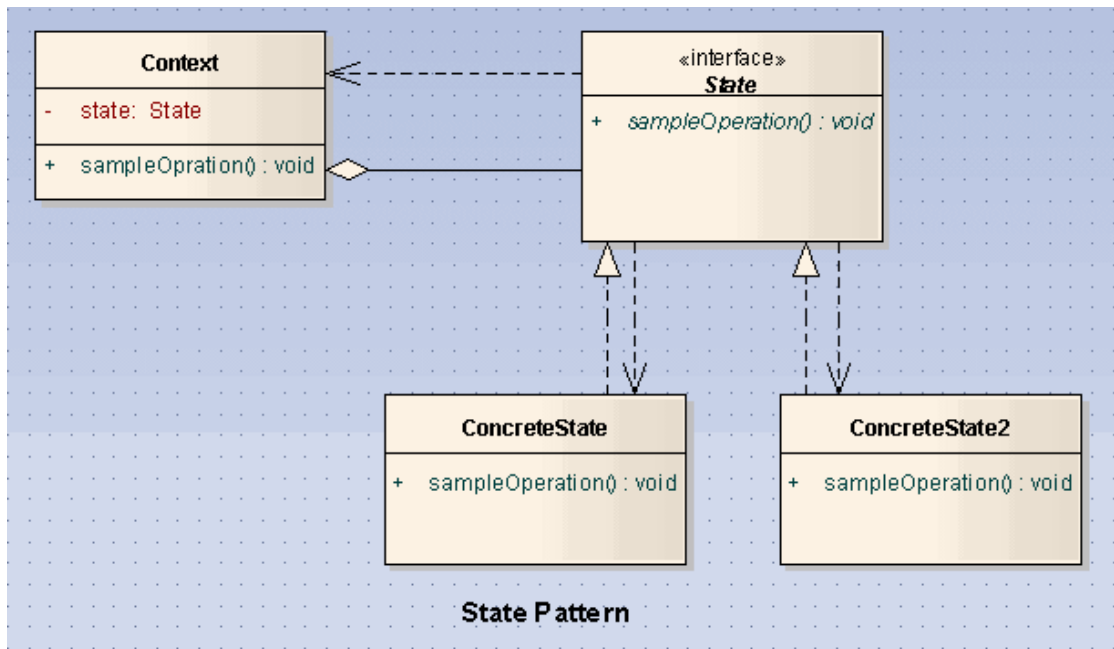 Context
- state: State
+ sampleOpration() : void
«interface»
State
+ sampleOperation() : void
ConcreteState
+ sampleOperation() : void
ConcreteState2
+ sampleOperation() : void
State Pattern